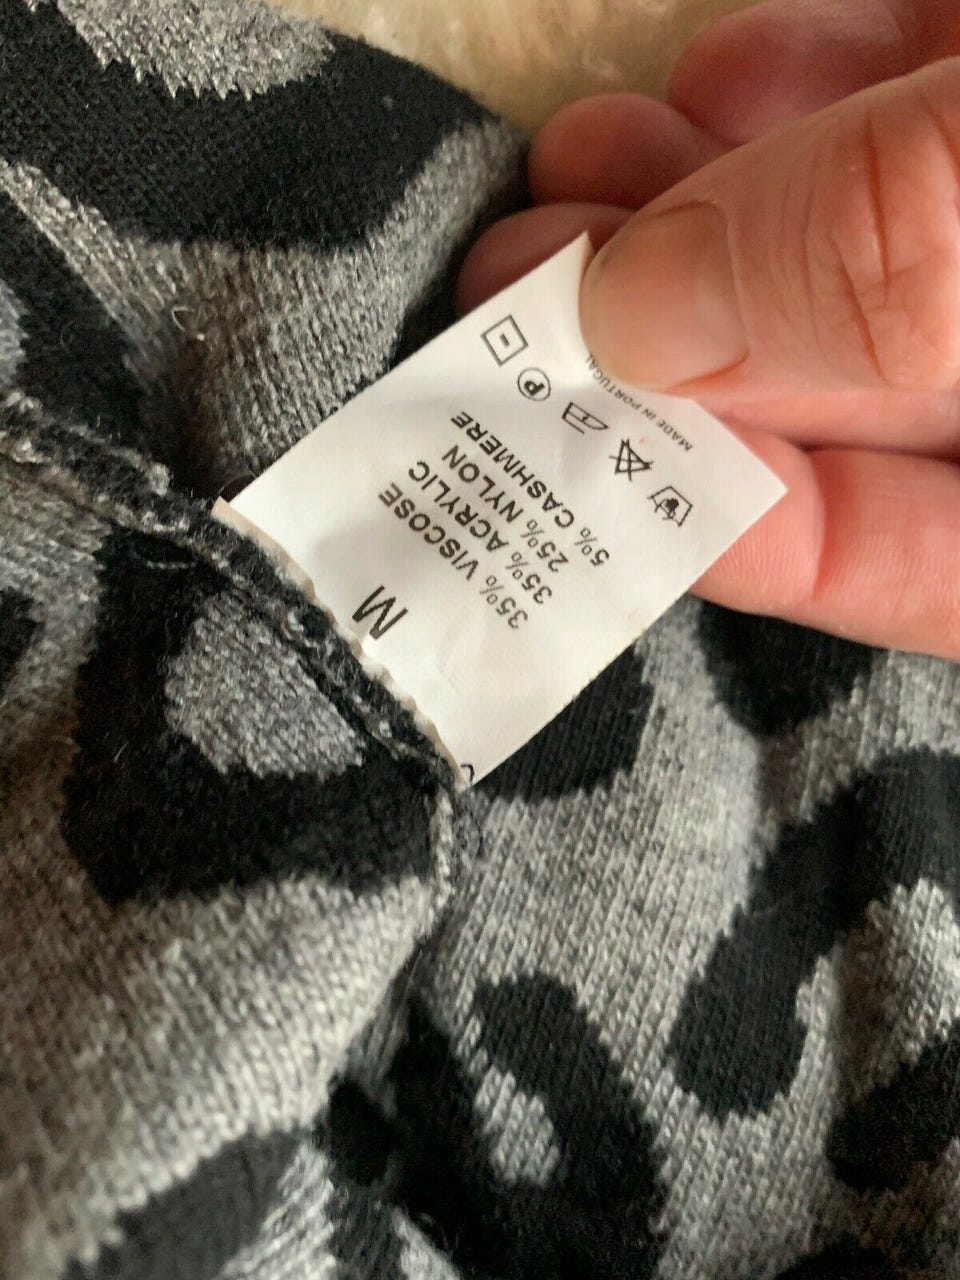 M
35% VISCOSE
35% ACRYLIC
25% NYLON
5% CASHMERE
P
MADE IN PORTUGAL